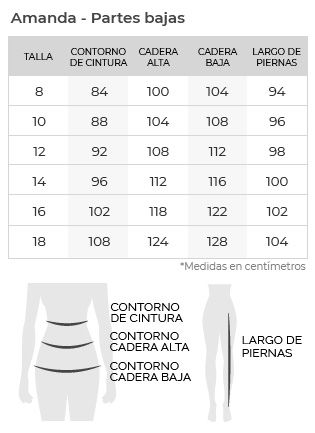 Amanda - Partes bajas
TALLA CONTORNO DE CINTURA CADERA ALTA CADERA BAJA LARGO DE PIERNAS
8 84 100 104 94
10 88 104 108 96
12 92 108 112 98
14 96 112 116 100
16 102 118 122 102
18 108 124 128 104
*Medidas en centímetros
CONTORNO
DE CINTURA
CONTORNO
CADERA ALTA
CONTORNO
CADERA BAJA
LARGO DE
PIERNAS